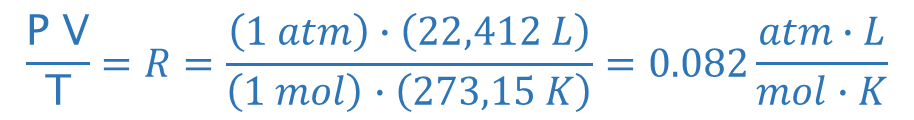 P V / T = R = (1 atm) · (22,412 L) / (1 mol) · (273,15 K) = 0.082 atm · L / mol · K